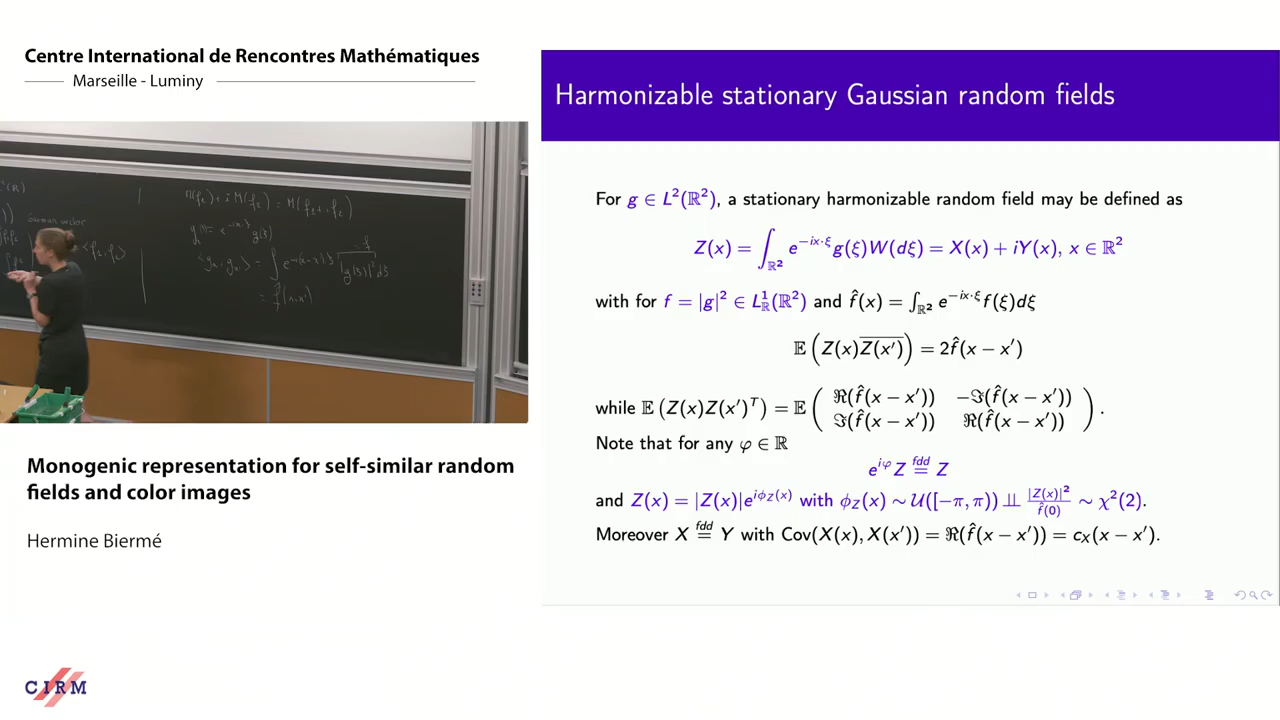 Centre International de Rencontres Mathématiques
Marseille - Luminy
Harmonizable stationary Gaussian random fields
For g ∈ L²(ℝ²), a stationary harmonizable random field may be defined as
Z(x) = ∫_{ℝ²} e^{−ix·ξ} g(ξ)W(dξ) = X(x) + iY(x), x ∈ ℝ²
with for f = |g|² ∈ L¹_ℝ(ℝ²) and f̂(x) = ∫_{ℝ²} e^{−ix·ξ} f(ξ)dξ
𝔼 ( Z(x)\overline{Z(x′)} ) = 2f̂(x − x′)
while 𝔼 (Z(x)Z(x′)^T) = 𝔼 ( ℜ(f̂(x − x′)) −ℑ(f̂(x − x′))
ℑ(f̂(x − x′)) ℜ(f̂(x − x′)) ) .
Note that for any φ ∈ ℝ
e^{iφ} Z \overset{fdd}{=} Z
and Z(x) = |Z(x)|e^{iϕ_Z(x)} with ϕ_Z(x) ∼ 𝒰([−π, π)) ⫫ \frac{|Z(x)|²}{f̂(0)} ∼ χ²(2).
Moreover X \overset{fdd}{=} Y with Cov(X(x), X(x′)) = ℜ(f̂(x − x′)) = c_X(x − x′).
Monogenic representation for self-similar random
fields and color images
Hermine Biermé
CIRM